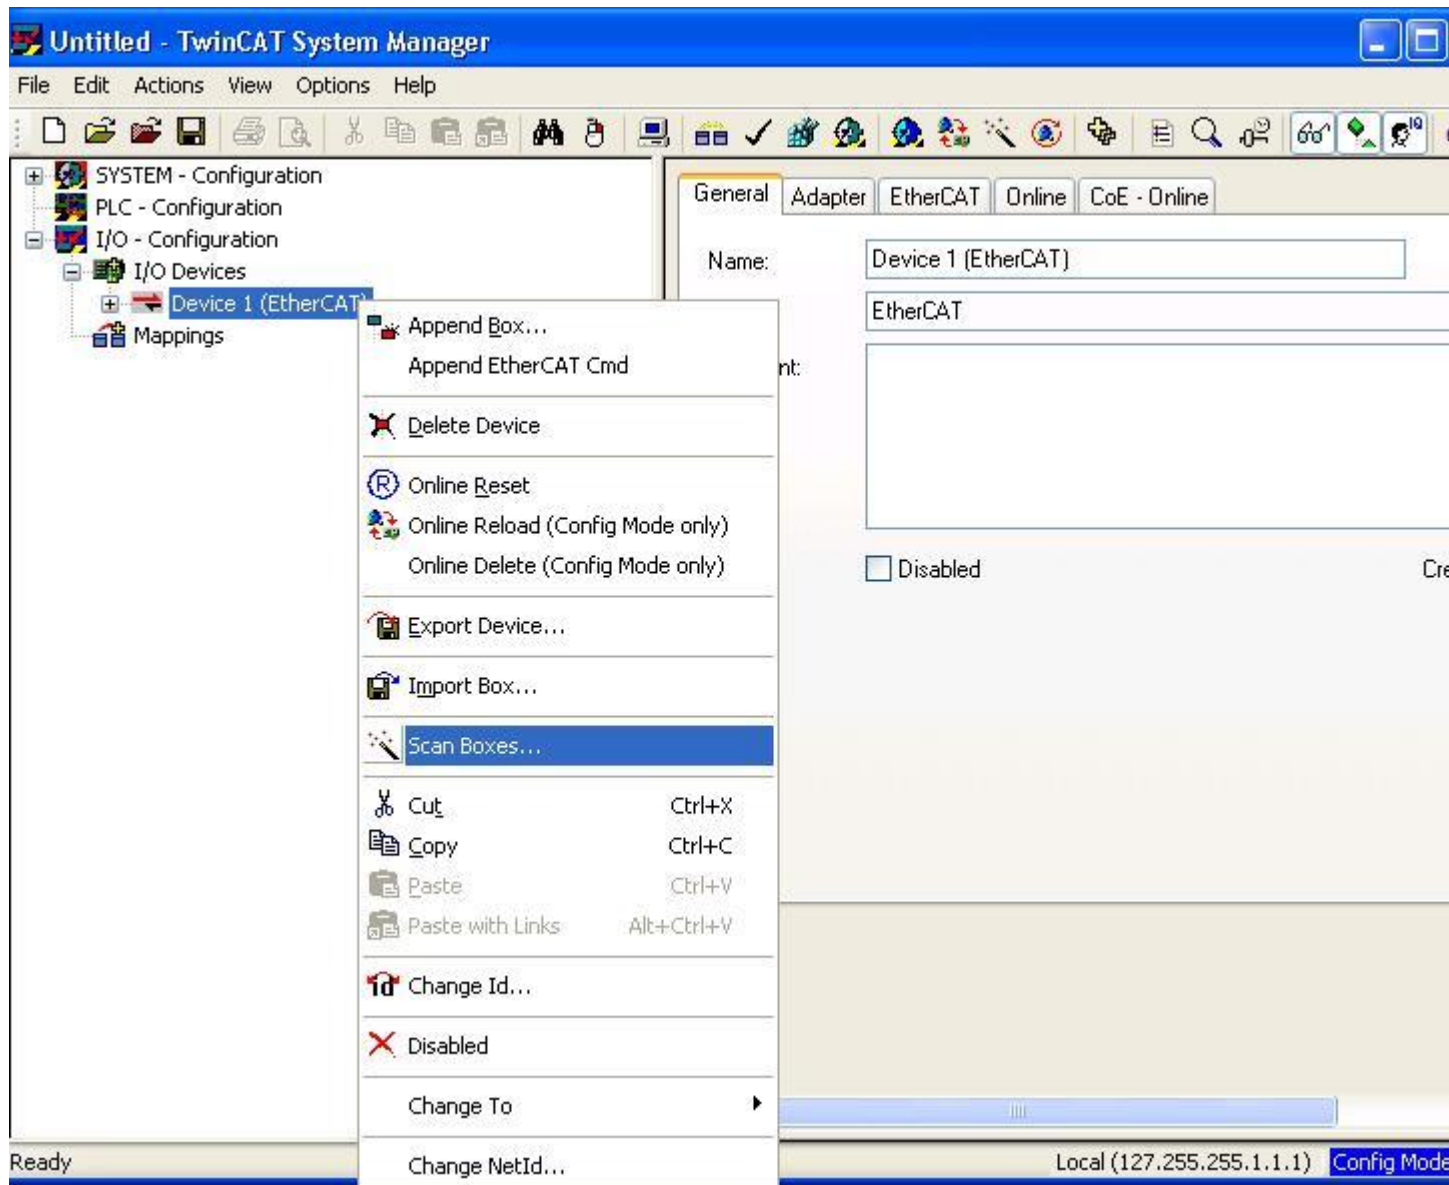 Untitled - TwinCAT System Manager
File Edit Actions View Options Help
SYSTEM - Configuration
PLC - Configuration
I/O - Configuration
I/O Devices
Device 1 (EtherCAT)
Mappings
General Adapter EtherCAT Online CoE - Online
Name: Device 1 (EtherCAT)
EtherCAT
nt:
Disabled
Cre
Append Box...
Append EtherCAT Cmd
Delete Device
Online Reset
Online Reload (Config Mode only)
Online Delete (Config Mode only)
Export Device...
Import Box...
Scan Boxes...
Cut Ctrl+X
Copy Ctrl+C
Paste Ctrl+V
Paste with Links Alt+Ctrl+V
Change Id...
Disabled
Change To
Change NetId...
Ready
Local (127.255.255.1.1.1) Config Mode